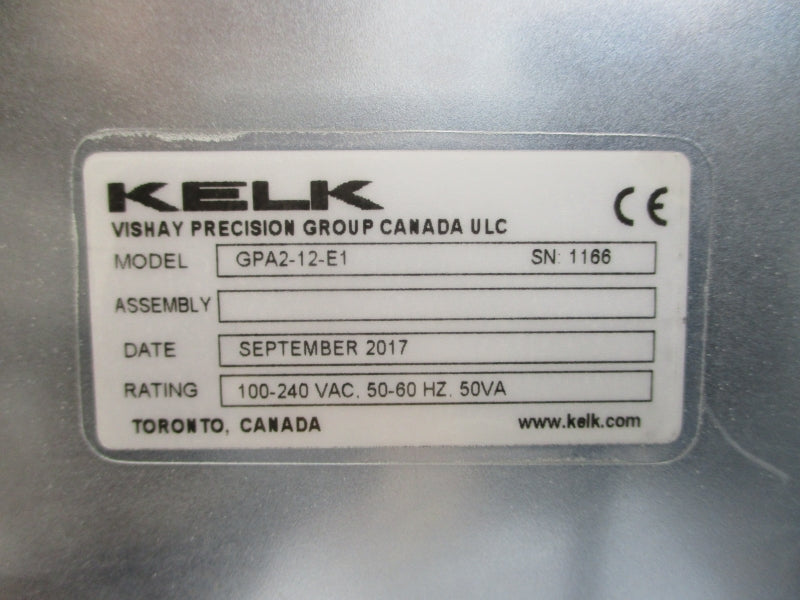 KELK
CE
VISHAY PRECISION GROUP CANADA ULC
MODEL GPA2-12-E1 SN: 1166
ASSEMBLY
DATE SEPTEMBER 2017
RATING 100-240 VAC, 50-60 HZ, 50VA
TORONTO, CANADA www.kelk.com